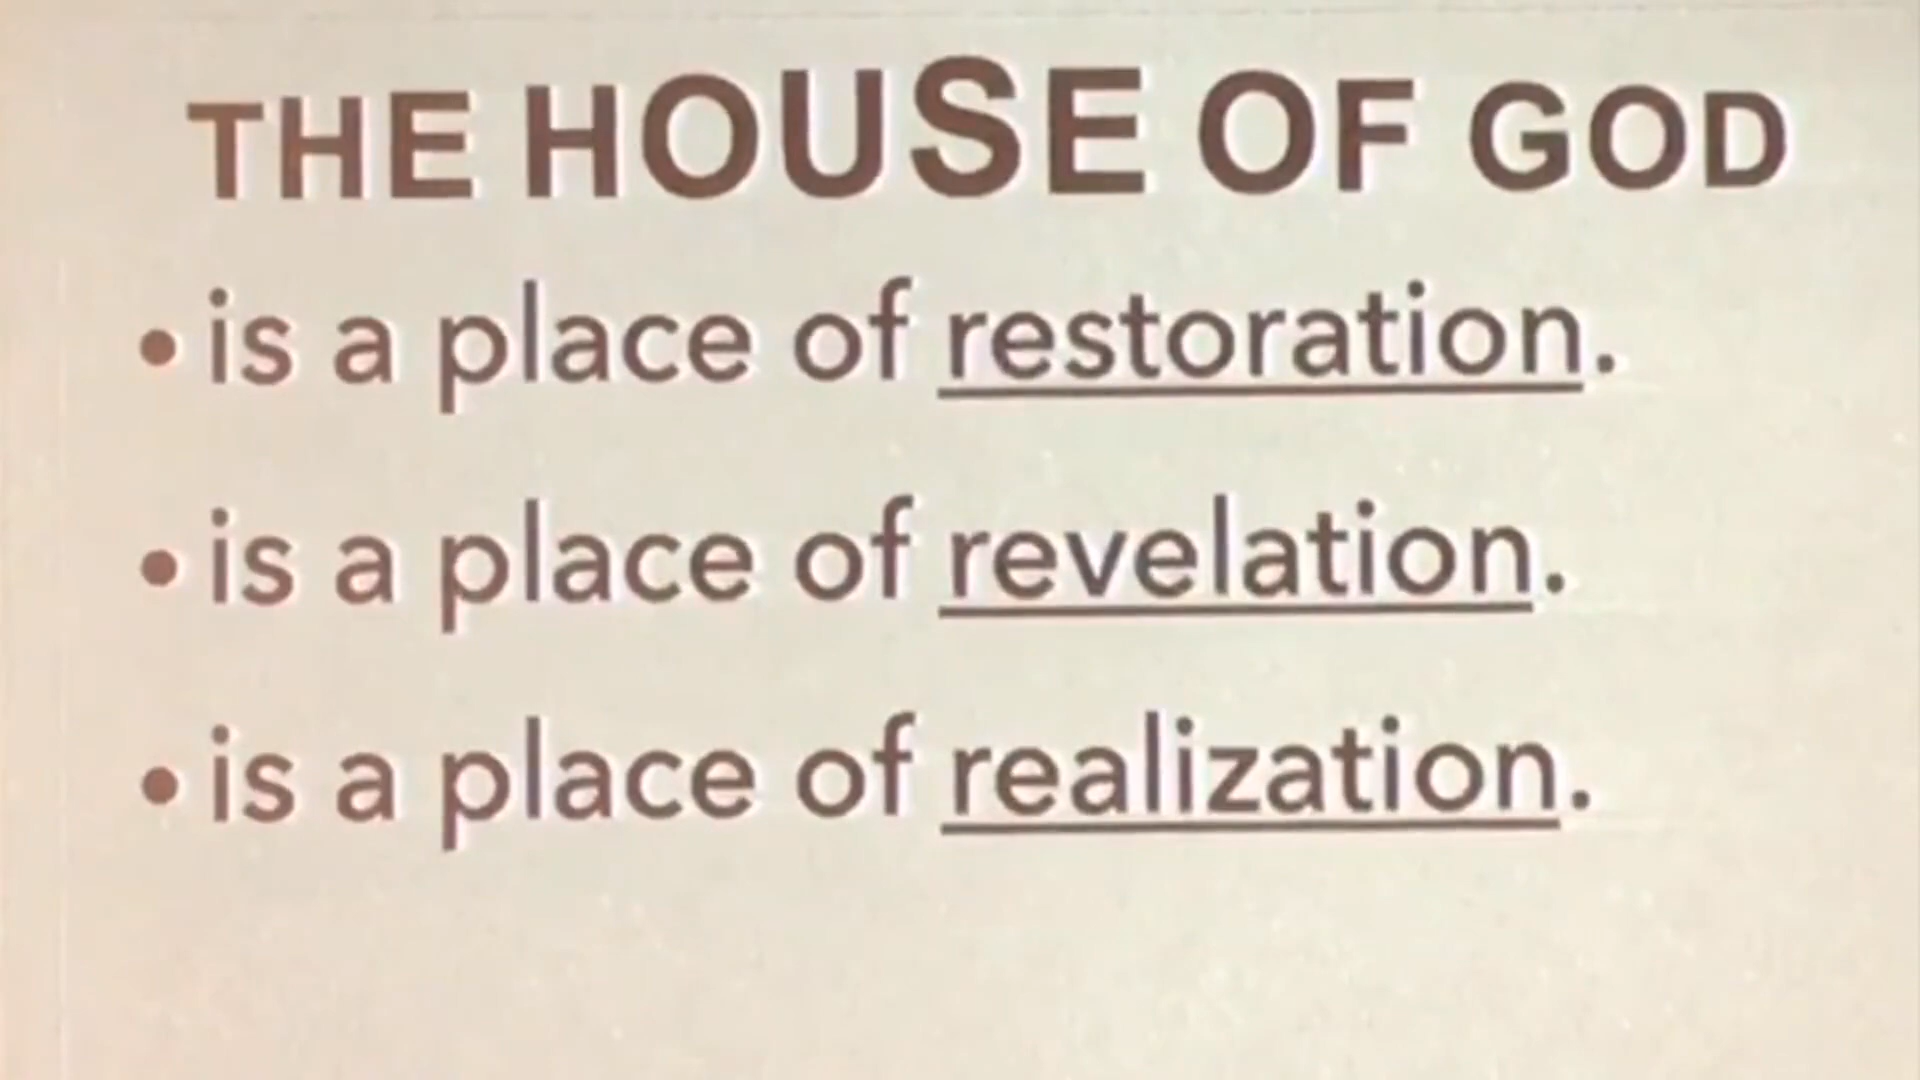 THE HOUSE OF GOD
• is a place of restoration.
• is a place of revelation.
• is a place of realization.